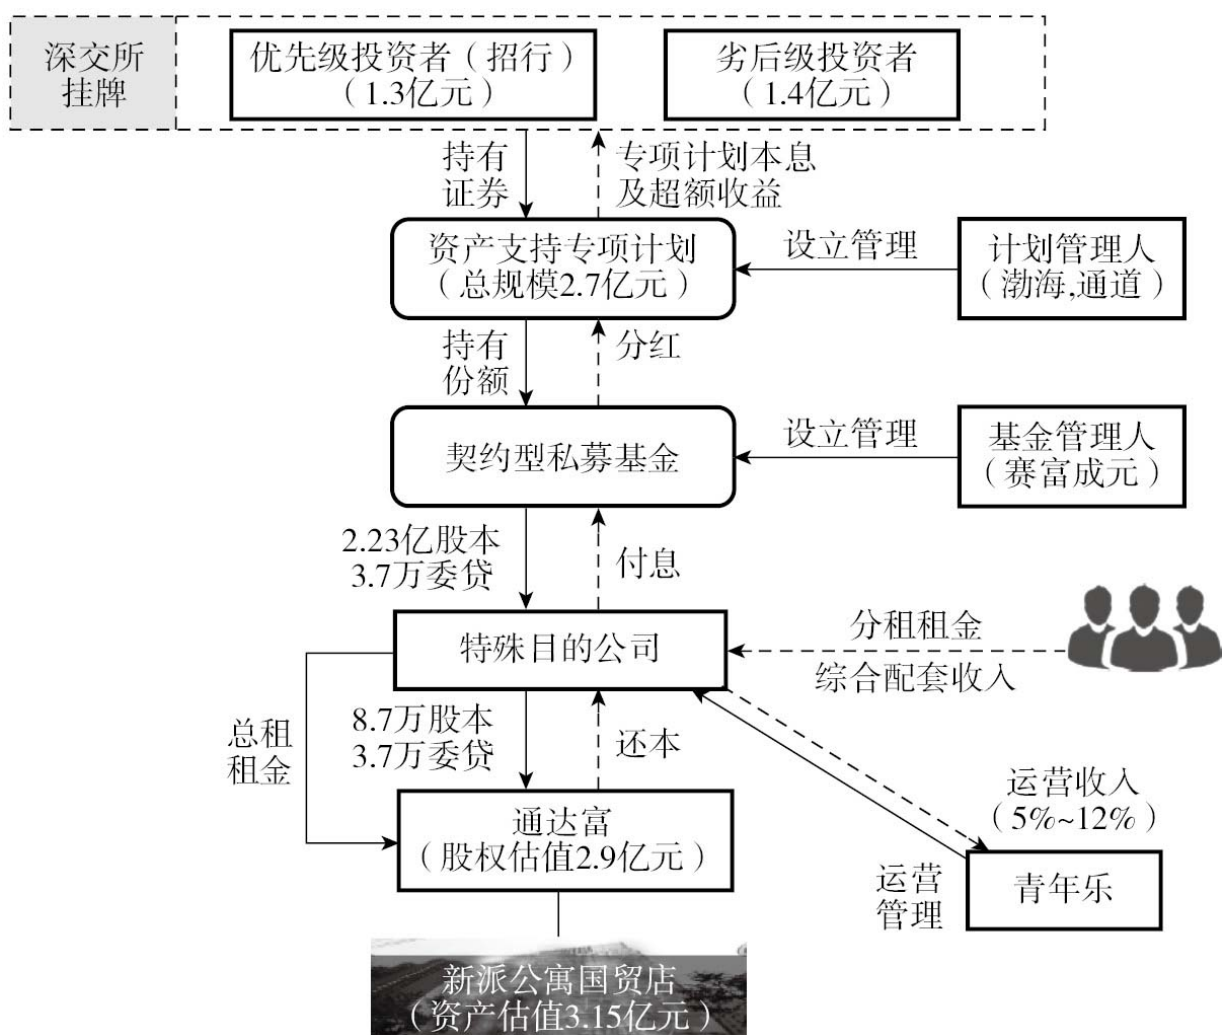 深交所
挂牌
优先级投资者（招行）
（1.3亿元）
劣后级投资者
（1.4亿元）
持有
证券
专项计划本息
及超额收益
资产支持专项计划
（总规模2.7亿元）
设立管理
计划管理人
（渤海,通道）
持有
份额
分红
契约型私募基金
设立管理
基金管理人
（赛富成元）
2.23亿股本
3.7万委贷
付息
特殊目的公司
分租租金
综合配套收入
总租
租金
8.7万股本
3.7万委贷
还本
运营收入
（5%~12%）
通达富
（股权估值2.9亿元）
运营
管理
青年乐
新派公寓国贸店
（资产估值3.15亿元）